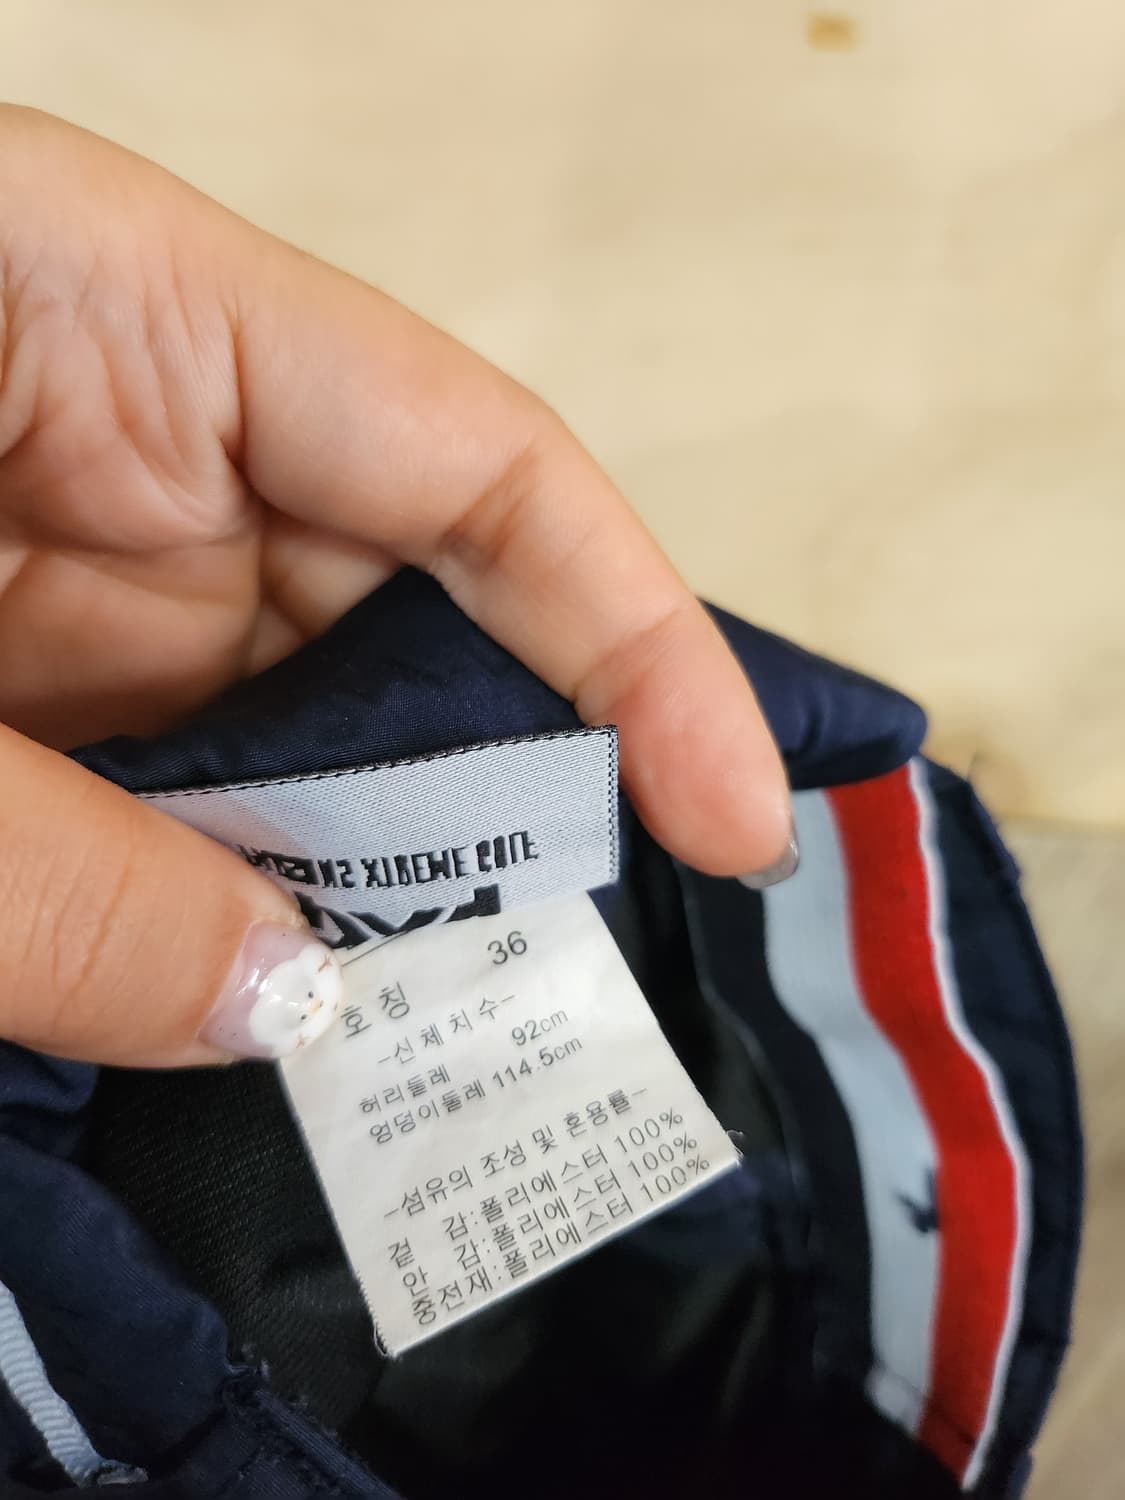 XTREME
36
호칭
-신체치수-
92cm
허리둘레
엉덩이둘레 114.5cm
-섬유의 조성 및 혼용률-
겉 감:폴리에스터 100%
안 감:폴리에스터 100%
충전재:폴리에스터 100%